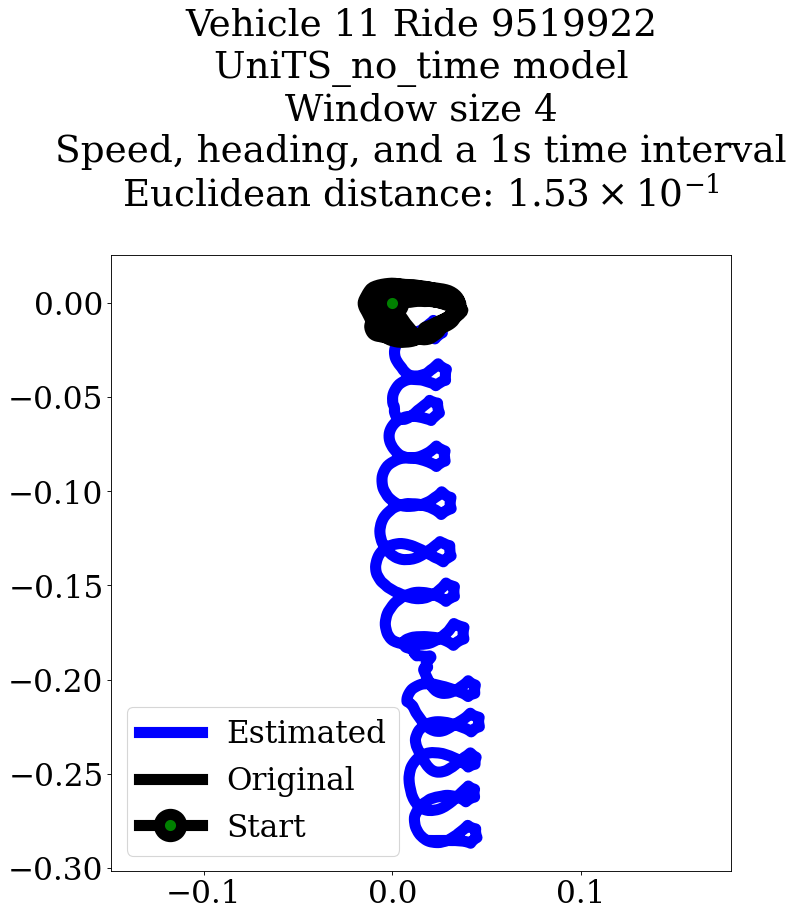 Vehicle 11 Ride 9519922
UniTS_no_time model
Window size 4
Speed, heading, and a 1s time interval
Euclidean distance: 1.53 × 10⁻¹
0.00
−0.05
−0.10
−0.15
−0.20
−0.25
−0.30
Estimated
Original
Start
−0.1
0.0
0.1